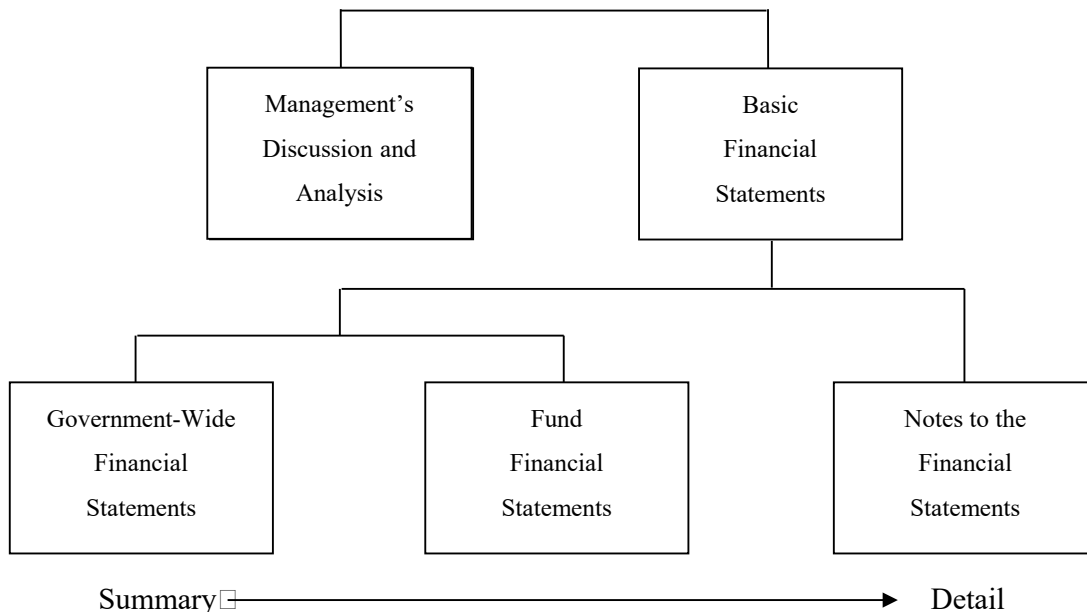 Management’s
Discussion and
Analysis
Basic
Financial
Statements
Government-Wide
Financial
Statements
Fund
Financial
Statements
Notes to the
Financial
Statements
Summary
Detail